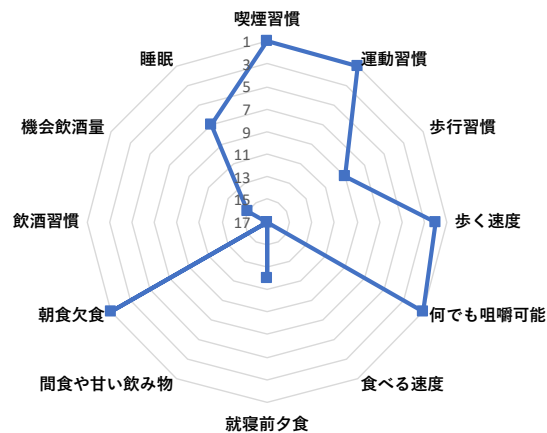 喫煙習慣
運動習慣
歩行習慣
歩く速度
何でも咀嚼可能
食べる速度
就寝前夕食
間食や甘い飲み物
朝食欠食
飲酒習慣
機会飲酒量
睡眠
1
3
5
7
9
11
13
15
17